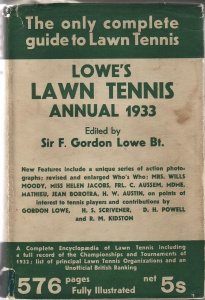 The only complete
guide to Lawn Tennis
LOWE'S
LAWN TENNIS
ANNUAL 1933
Edited by
Sir F. Gordon Lowe Bt.
New Features include a unique series of action photo-
graphs; revised and enlarged Who's Who; MRS. WILLS
MOODY, MISS HELEN JACOBS, FRL. C. AUSSEM, MDME.
MATHIEU, JEAN BOROTRA, H. W. AUSTIN, on points of
interest to tennis players and contributions by
GORDON LOWE, H. S. SCRIVENER, D. H. POWELL
and R. M. KIDSTON
A Complete Encyclopædia of Lawn Tennis including
a full record of the Championships and Tournaments of
1932; list of principal Lawn Tennis Organisations and an
Unofficial British Ranking
576 pages net 5s
Fully Illustrated